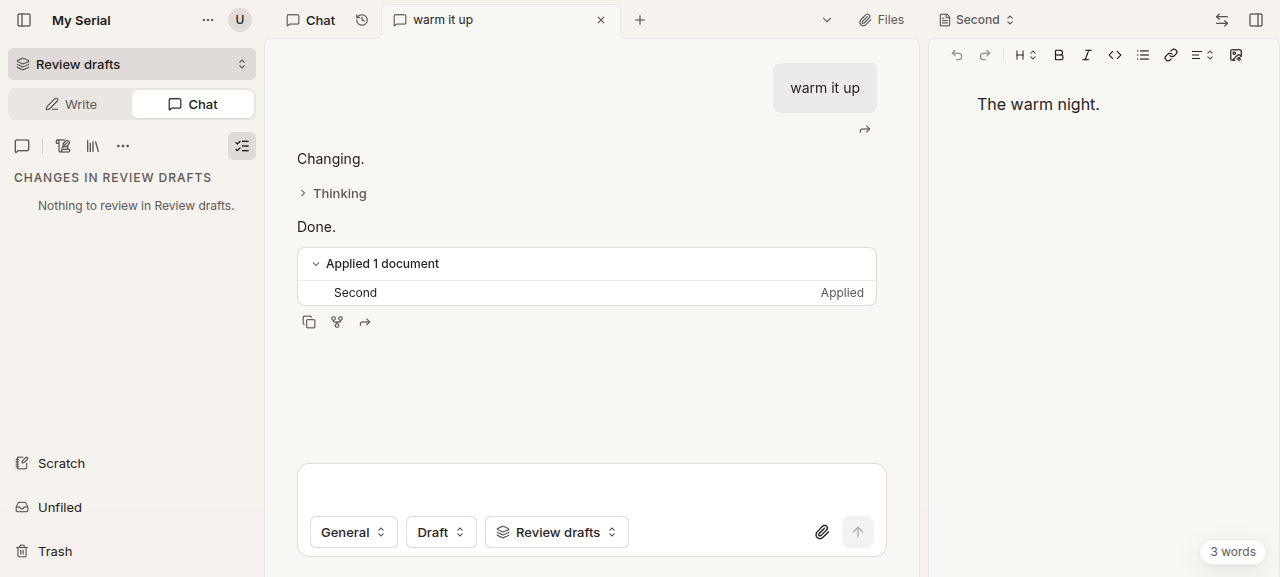 My Serial
U
Chat
warm it up
Files
Second
Review drafts
Write
Chat
CHANGES IN REVIEW DRAFTS
Nothing to review in Review drafts.
Scratch
Unfiled
Trash
warm it up
Changing.
Thinking
Done.
Applied 1 document
Second Applied
General
Draft
Review drafts
H
B
I
The warm night.
3 words